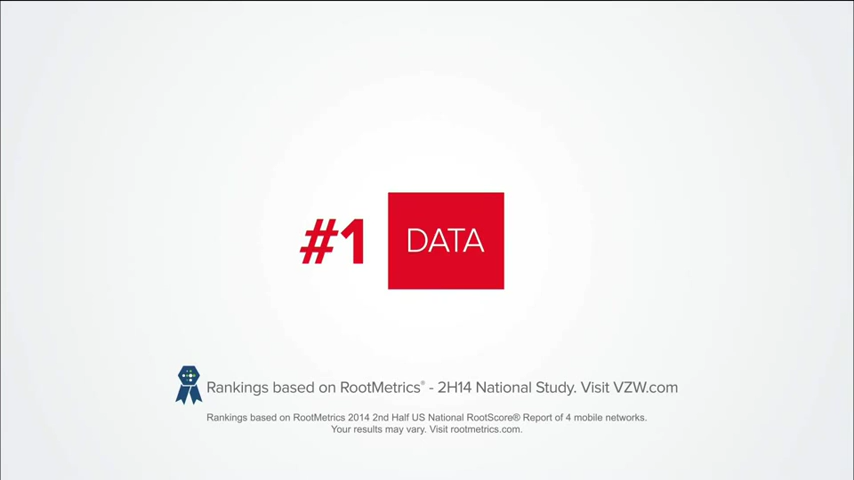 #1 DATA
Rankings based on RootMetrics® - 2H14 National Study. Visit VZW.com
Rankings based on RootMetrics 2014 2nd Half US National RootScore® Report of 4 mobile networks.
Your results may vary. Visit rootmetrics.com.